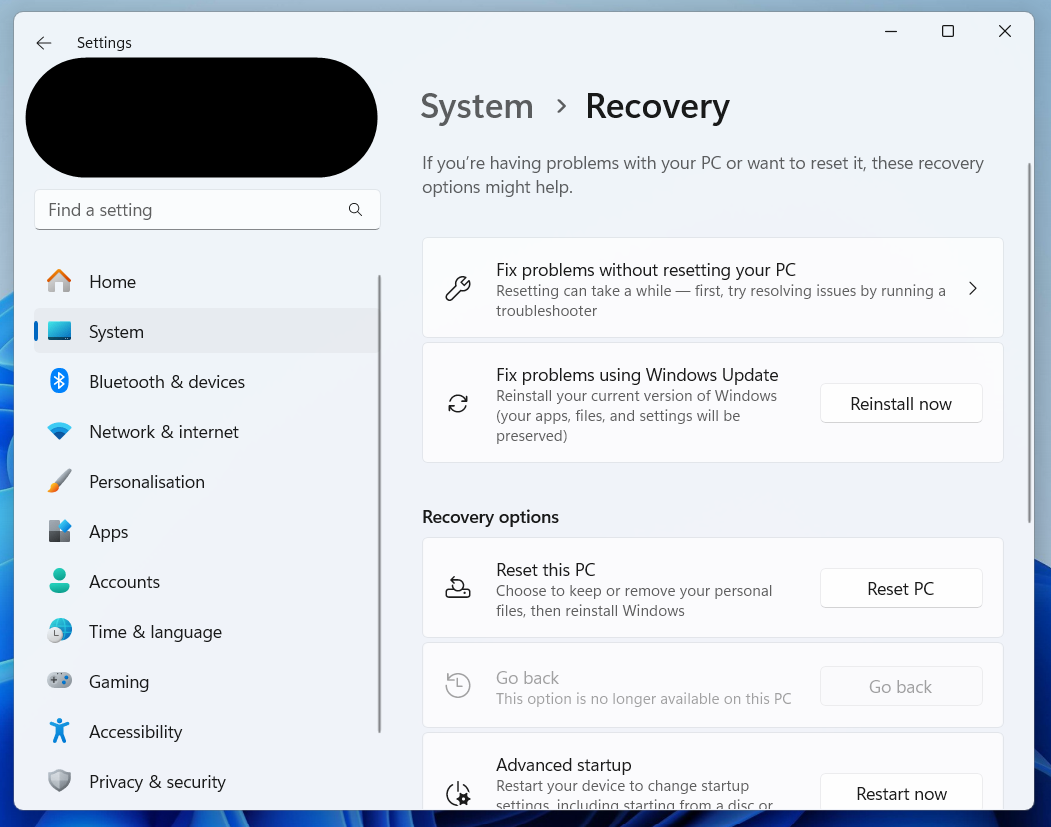 Settings
Find a setting
Home
System
Bluetooth & devices
Network & internet
Personalisation
Apps
Accounts
Time & language
Gaming
Accessibility
Privacy & security
System › Recovery
If you’re having problems with your PC or want to reset it, these recovery
options might help.
Fix problems without resetting your PC
Resetting can take a while — first, try resolving issues by running a
troubleshooter
Fix problems using Windows Update
Reinstall your current version of Windows
(your apps, files, and settings will be
preserved)
Reinstall now
Recovery options
Reset this PC
Choose to keep or remove your personal
files, then reinstall Windows
Reset PC
Go back
This option is no longer available on this PC
Go back
Advanced startup
Restart your device to change startup
settings, including starting from a disc or
Restart now